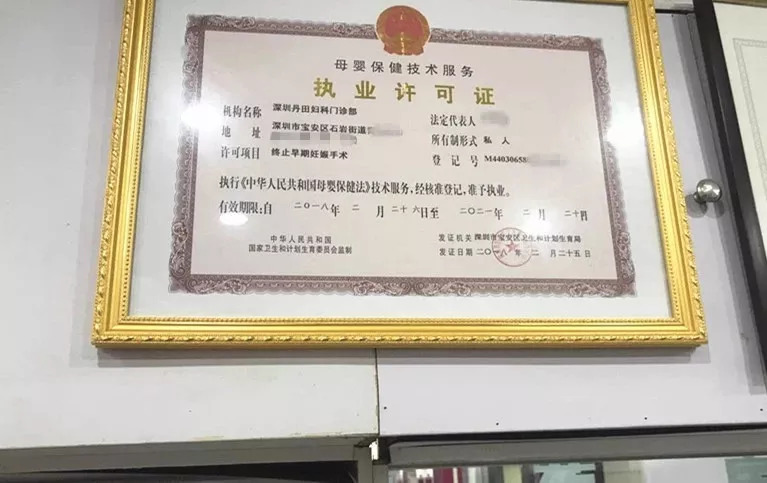 母婴保健技术服务
执业许可证
机构名称 深圳丹田妇科门诊部
地址 深圳市宝安区石岩街道
许可项目 终止早期妊娠手术
法定代表人
所有制形式 私人
登记号 M44030658
执行《中华人民共和国母婴保健法》技术服务,经核准登记,准予执业。
有效期限:自 二〇一八年 二 月 二十六日至 二〇二一年 二 月 二十四
中华人民共和国
国家卫生和计划生育委员会监制
发证机关 深圳市宝安区卫生和计划生育局
发证日期 二〇一八年 二 月 二十五日